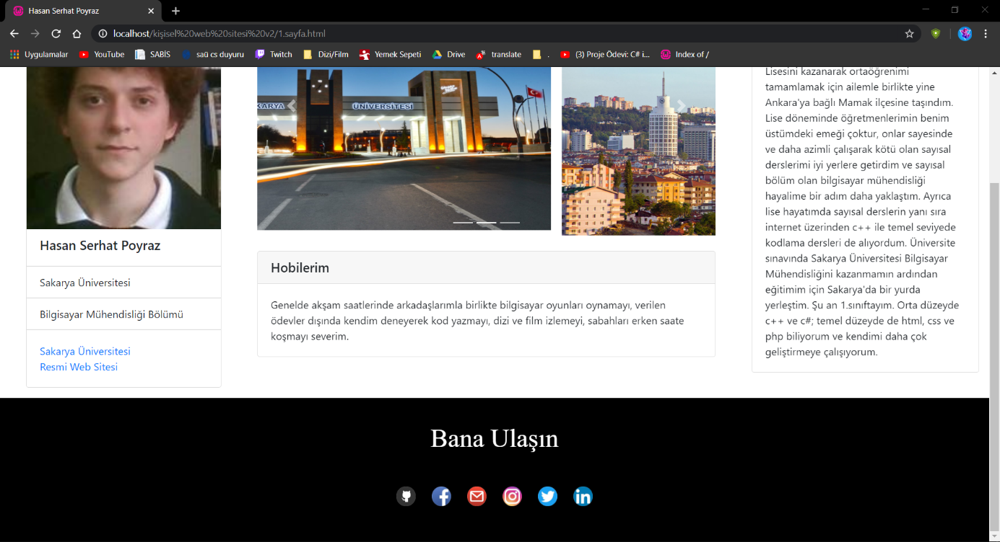 Hasan Serhat Poyraz
localhost/kişisel%20web%20sitesi%20v2/1.sayfa.html
Uygulamalar YouTube SABİS saü cs duyuru Twitch Dizi/Film Yemek Sepeti Drive translate . (3) Proje Ödevi: C# i... Index of /
KARYA ÜNİVERSİTESİ
Hasan Serhat Poyraz
Sakarya Üniversitesi
Bilgisayar Mühendisliği Bölümü
Sakarya Üniversitesi
Resmi Web Sitesi
Hobilerim
Genelde akşam saatlerinde arkadaşlarımla birlikte bilgisayar oyunları oynamayı, verilen
ödevler dışında kendim deneyerek kod yazmayı, dizi ve film izlemeyi, sabahları erken saate
koşmayı severim.
Lisesini kazanarak ortaöğrenimi
tamamlamak için ailemle birlikte yine
Ankara'ya bağlı Mamak ilçesine taşındım.
Lise döneminde öğretmenlerimin benim
üstümdeki emeği çoktur, onlar sayesinde
ve daha azimli çalışarak kötü olan sayısal
derslerimi iyi yerlere getirdim ve sayısal
bölüm olan bilgisayar mühendisliği
hayalime bir adım daha yaklaştım. Ayrıca
lise hayatımda sayısal derslerin yanı sıra
internet üzerinden c++ ile temel seviyede
kodlama dersleri de alıyordum. Üniversite
sınavında Sakarya Üniversitesi Bilgisayar
Mühendisliğini kazanmamın ardından
eğitimim için Sakarya'da bir yurda
yerleştim. Şu an 1.sınıftayım. Orta düzeyde
c++ ve c#; temel düzeyde de html, css ve
php biliyorum ve kendimi daha çok
geliştirmeye çalışıyorum.
Bana Ulaşın